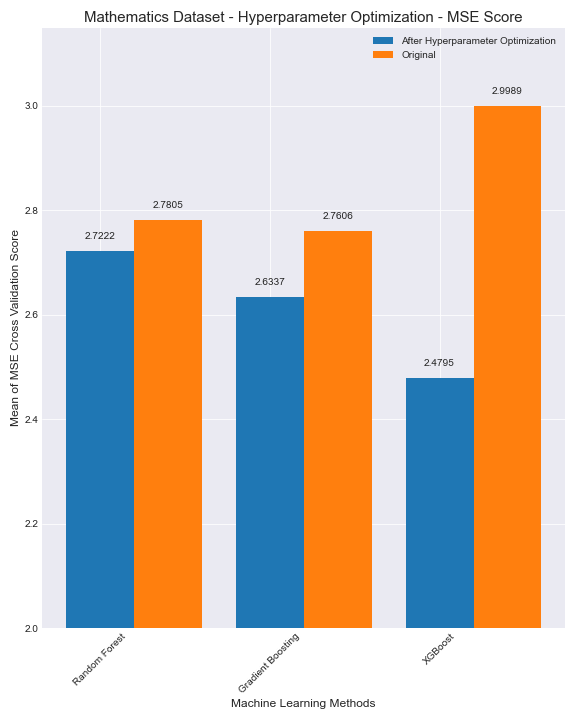 Mathematics Dataset - Hyperparameter Optimization - MSE Score
After Hyperparameter Optimization
Original
Mean of MSE Cross Validation Score
3.0
2.8
2.6
2.4
2.2
2.0
2.7222
2.7805
2.6337
2.7606
2.4795
2.9989
Random Forest
Gradient Boosting
XGBoost
Machine Learning Methods